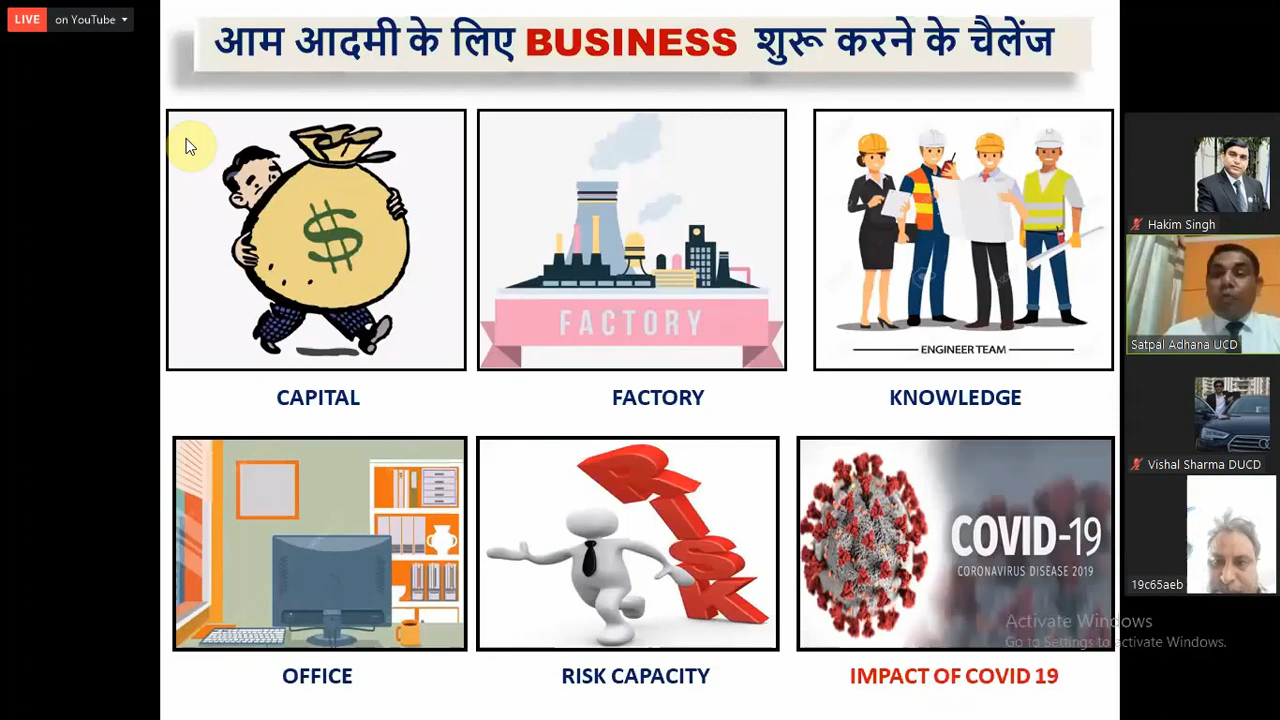 LIVE on YouTube
आम आदमी के लिए BUSINESS शुरू करने के चैलेंज
$
FACTORY
ENGINEER TEAM
CAPITAL
FACTORY
KNOWLEDGE
RISK
COVID-19
CORONAVIRUS DISEASE 2019
OFFICE
RISK CAPACITY
IMPACT OF COVID 19
Hakim Singh
Satpal Adhana UCD
Vishal Sharma DUCD
19c65aeb
Activate Windows
Go to Settings to activate Windows.